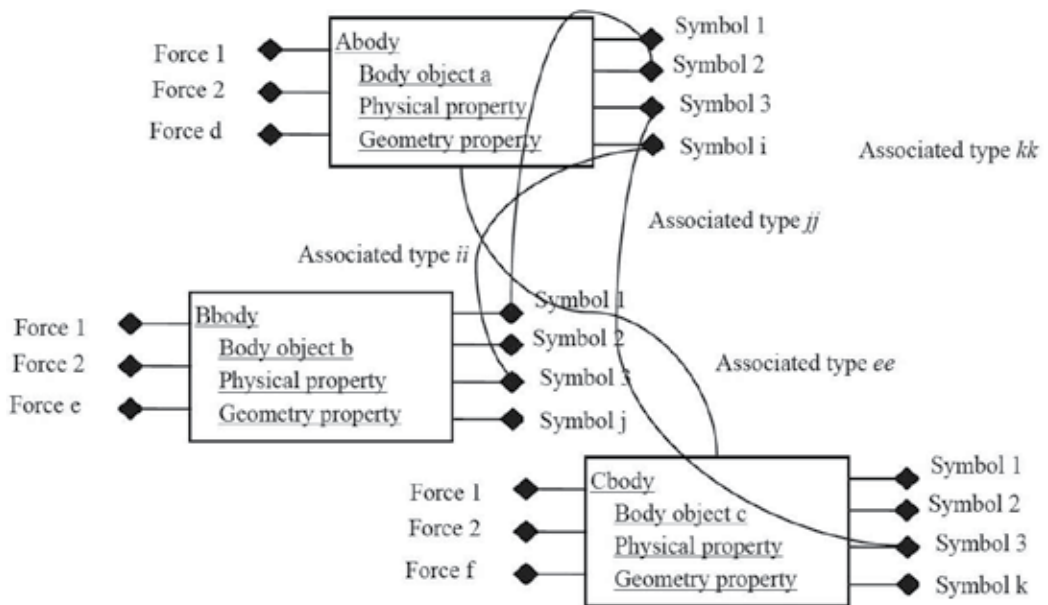 Force 1
Force 2
Force d
Abody
Body object a
Physical property
Geometry property
Symbol 1
Symbol 2
Symbol 3
Symbol i
Associated type kk
Associated type jj
Associated type ii
Force 1
Force 2
Force e
Bbody
Body object b
Physical property
Geometry property
Symbol 1
Symbol 2
Symbol 3
Symbol j
Associated type ee
Force 1
Force 2
Force f
Cbody
Body object c
Physical property
Geometry property
Symbol 1
Symbol 2
Symbol 3
Symbol k